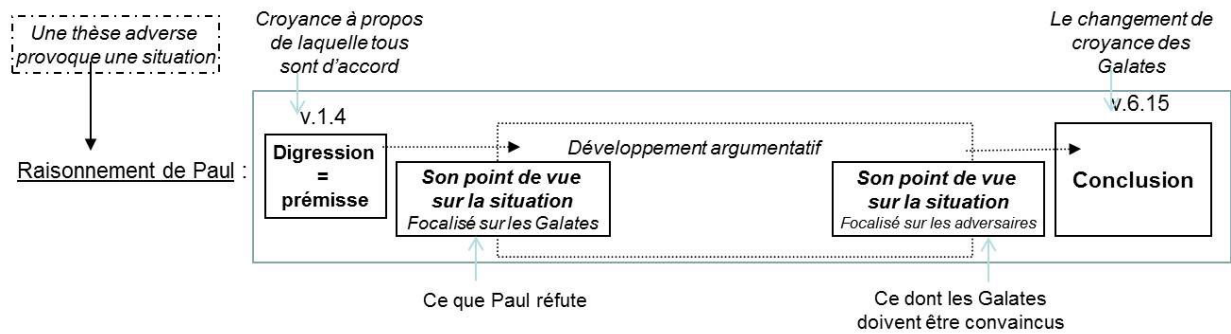 Une thèse adverse
provoque une situation
Croyance à propos
de laquelle tous
sont d'accord
Le changement de
croyance des
Galates
v.1.4
v.6.15
Raisonnement de Paul :
Digression
=
prémisse
Développement argumentatif
Son point de vue
sur la situation
Focalisé sur les Galates
Son point de vue
sur la situation
Focalisé sur les adversaires
Conclusion
Ce que Paul réfute
Ce dont les Galates
doivent être convaincus